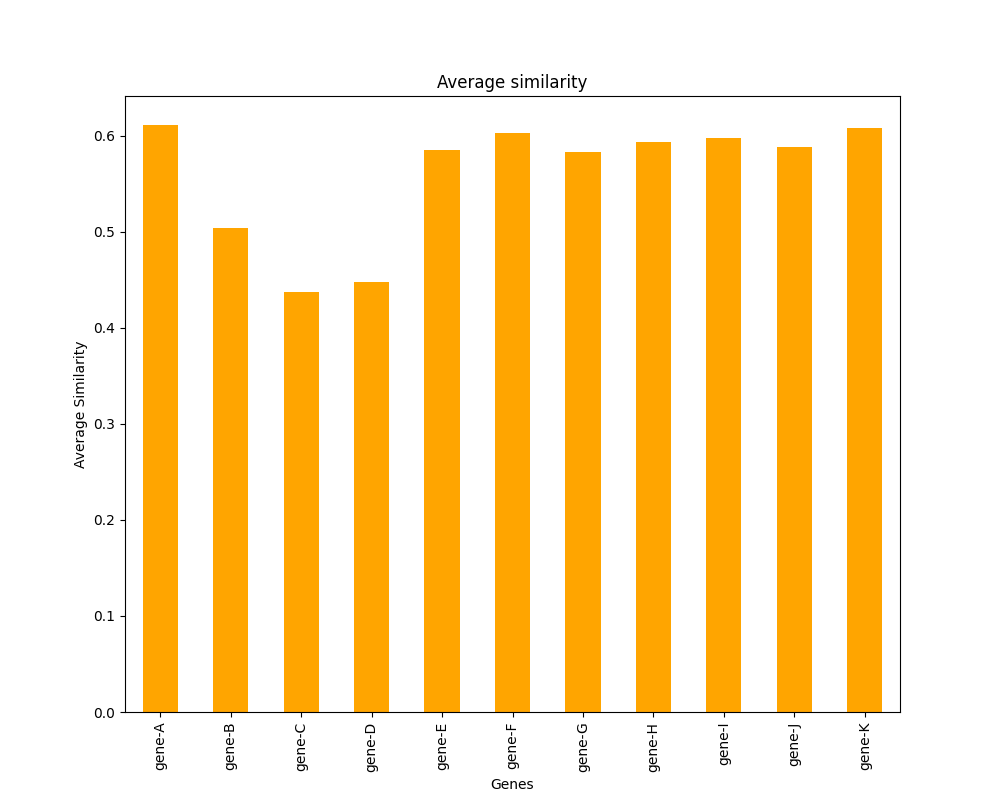 Average similarity
Average Similarity
0.6
0.5
0.4
0.3
0.2
0.1
0.0
gene-A
gene-B
gene-C
gene-D
gene-E
gene-F
gene-G
gene-H
gene-I
gene-J
gene-K
Genes